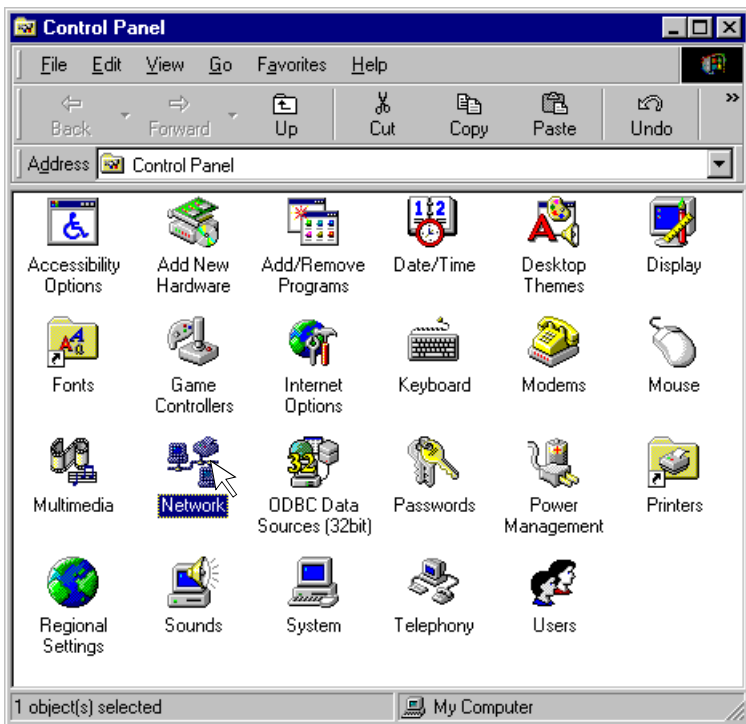 Control Panel
File Edit View Go Favorites Help
Back Forward Up Cut Copy Paste Undo »
Address Control Panel
Accessibility Options
Add New Hardware
Add/Remove Programs
Date/Time
Desktop Themes
Display
Fonts
Game Controllers
Internet Options
Keyboard
Modems
Mouse
Multimedia
Network
ODBC Data Sources (32bit)
Passwords
Power Management
Printers
Regional Settings
Sounds
System
Telephony
Users
1 object(s) selected
My Computer